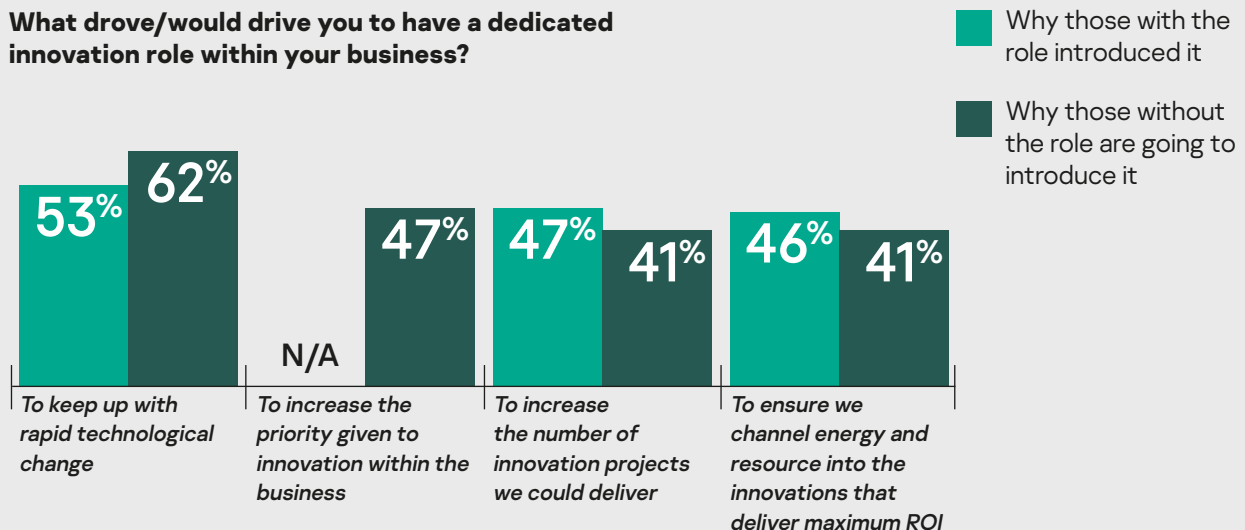 What drove/would drive you to have a dedicated
innovation role within your business?
Why those with the
role introduced it
Why those without
the role are going to
introduce it
53%
62%
N/A
47%
47%
41%
46%
41%
To keep up with
rapid technological
change
To increase the
priority given to
innovation within the
business
To increase
the number of
innovation projects
we could deliver
To ensure we
channel energy and
resource into the
innovations that
deliver maximum ROI